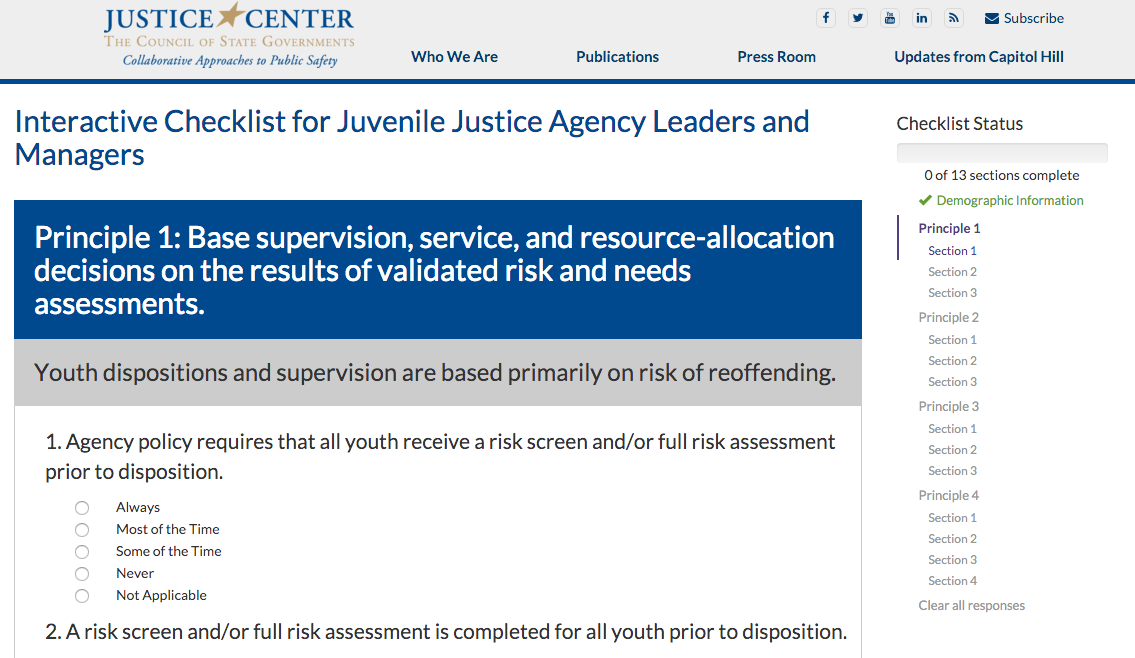 JUSTICE CENTER
THE COUNCIL OF STATE GOVERNMENTS
Collaborative Approaches to Public Safety
You Tube
Subscribe
Who We Are
Publications
Press Room
Updates from Capitol Hill
Interactive Checklist for Juvenile Justice Agency Leaders and
Managers
Principle 1: Base supervision, service, and resource-allocation
decisions on the results of validated risk and needs
assessments.
Youth dispositions and supervision are based primarily on risk of reoffending.
1. Agency policy requires that all youth receive a risk screen and/or full risk assessment
prior to disposition.
Always
Most of the Time
Some of the Time
Never
Not Applicable
2. A risk screen and/or full risk assessment is completed for all youth prior to disposition.
Checklist Status
0 of 13 sections complete
Demographic Information
Principle 1
Section 1
Section 2
Section 3
Principle 2
Section 1
Section 2
Section 3
Principle 3
Section 1
Section 2
Section 3
Principle 4
Section 1
Section 2
Section 3
Section 4
Clear all responses